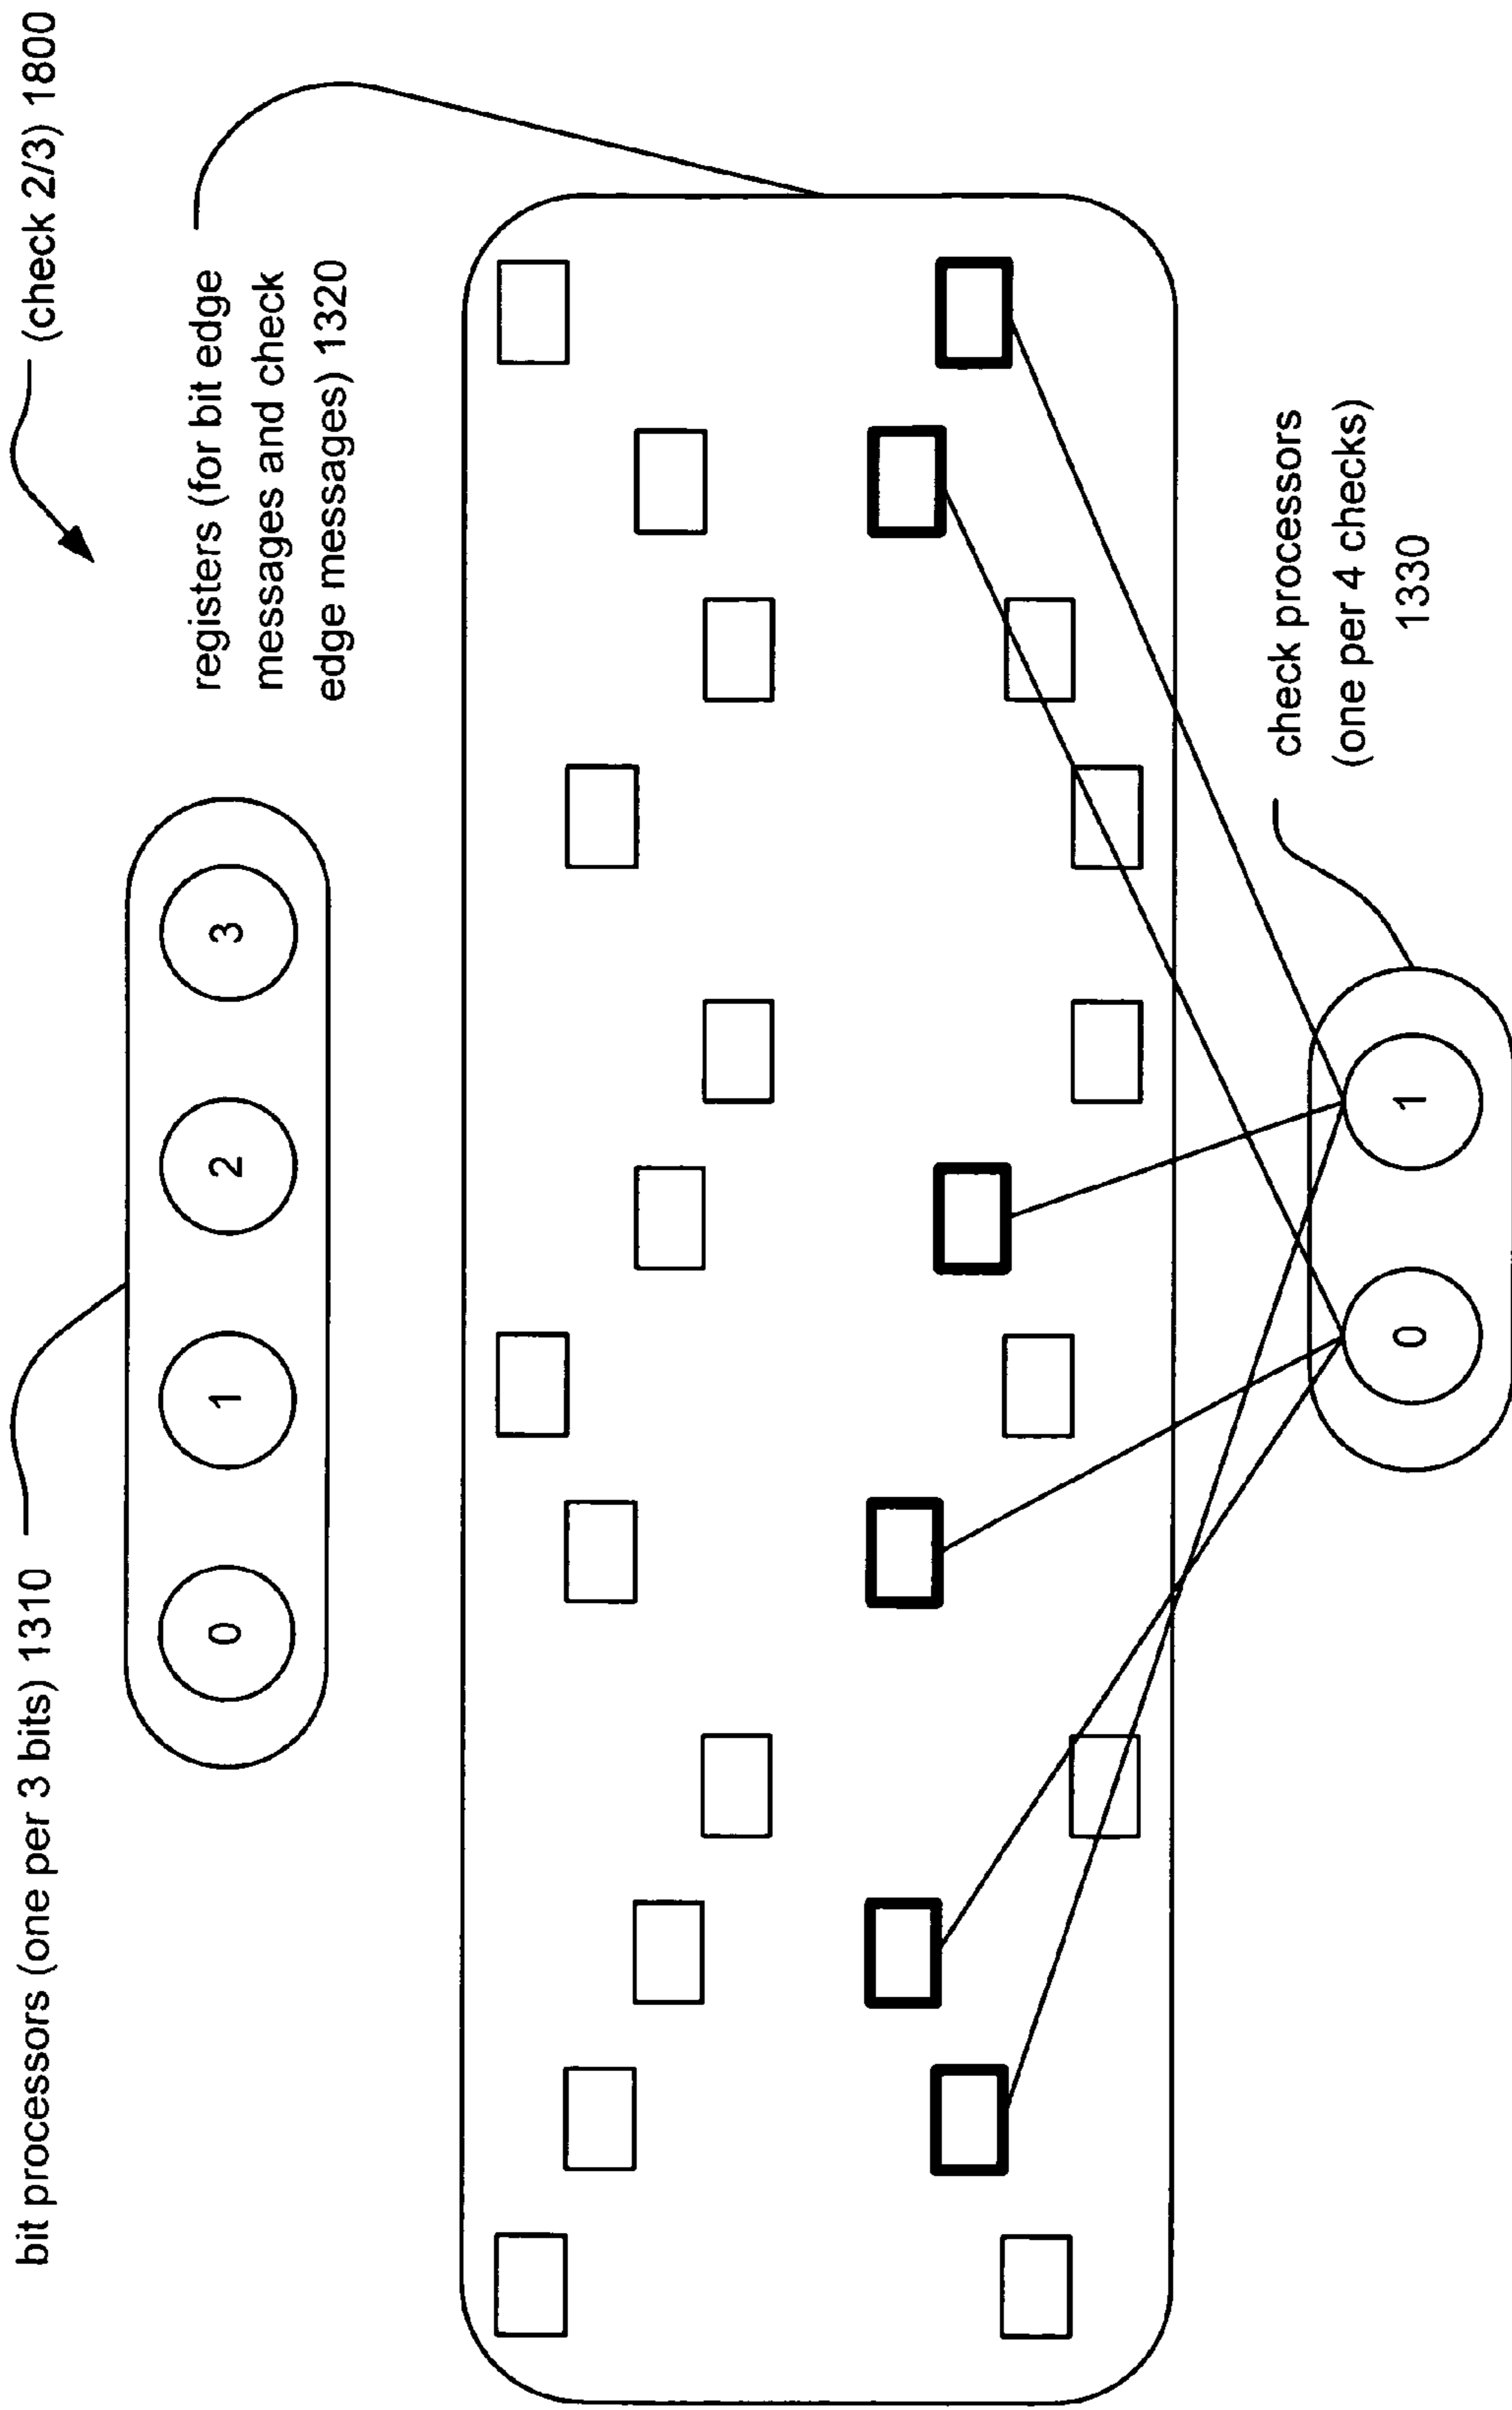 (check 2/3) 1800
bit processors (one per 3 bits) 1310
0
1
2
3
registers (for bit edge
messages and check
edge messages) 1320
0
1
check processors
(one per 4 checks)
1330